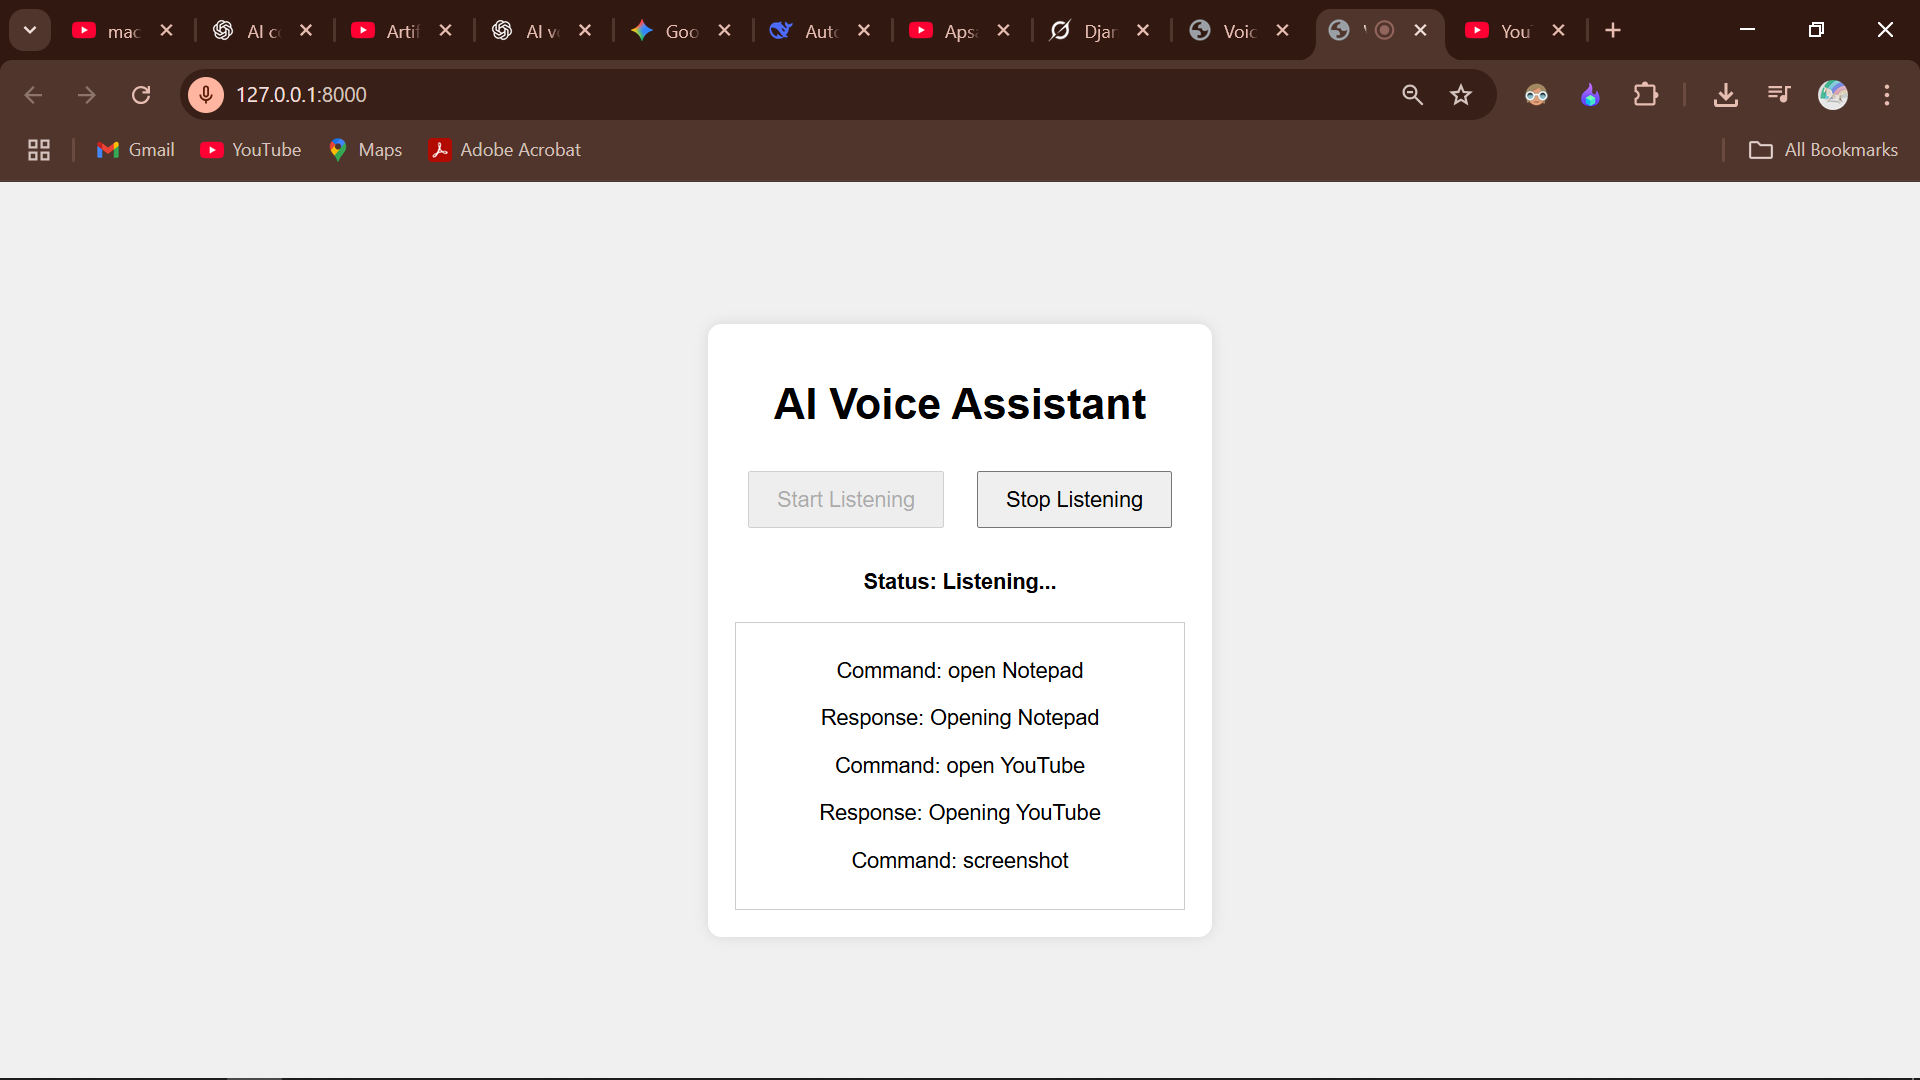 mac
AI c
Artif
AI v
Goo
Auto
Apsa
Djar
Voic
You
127.0.0.1:8000
Gmail
YouTube
Maps
Adobe Acrobat
All Bookmarks
AI Voice Assistant
Start Listening
Stop Listening
Status: Listening...
Command: open Notepad
Response: Opening Notepad
Command: open YouTube
Response: Opening YouTube
Command: screenshot